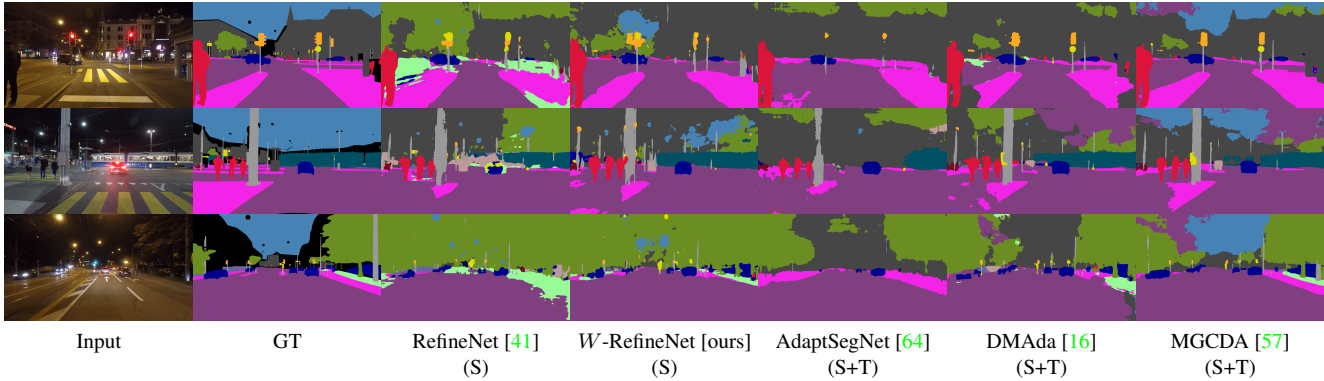 Input GT RefineNet [41] W-RefineNet [ours] AdaptSegNet [64] DMAda [16] MGCDA [57]
(S) (S) (S+T) (S+T) (S+T)